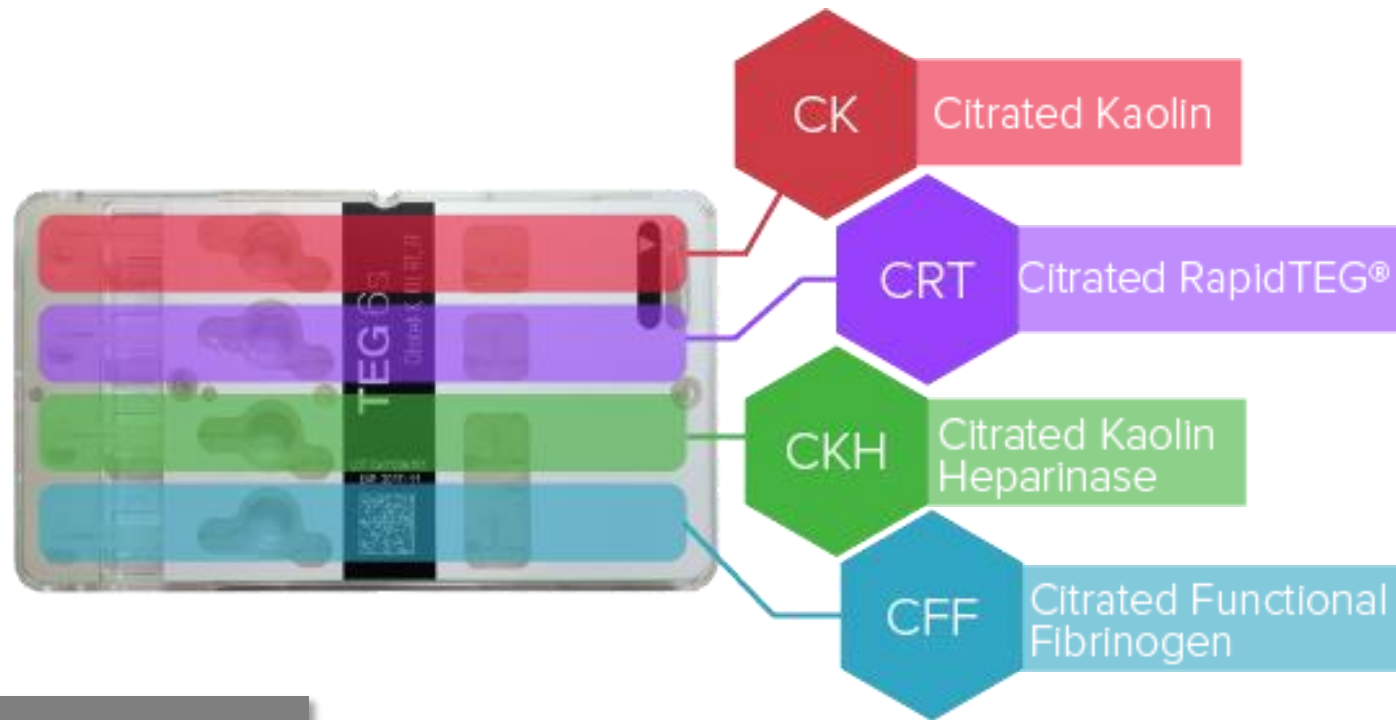 CK
Citrated Kaolin
CRT
Citrated RapidTEG®
CKH
Citrated Kaolin
Heparinase
CFF
Citrated Functional
Fibrinogen
TEG 6s